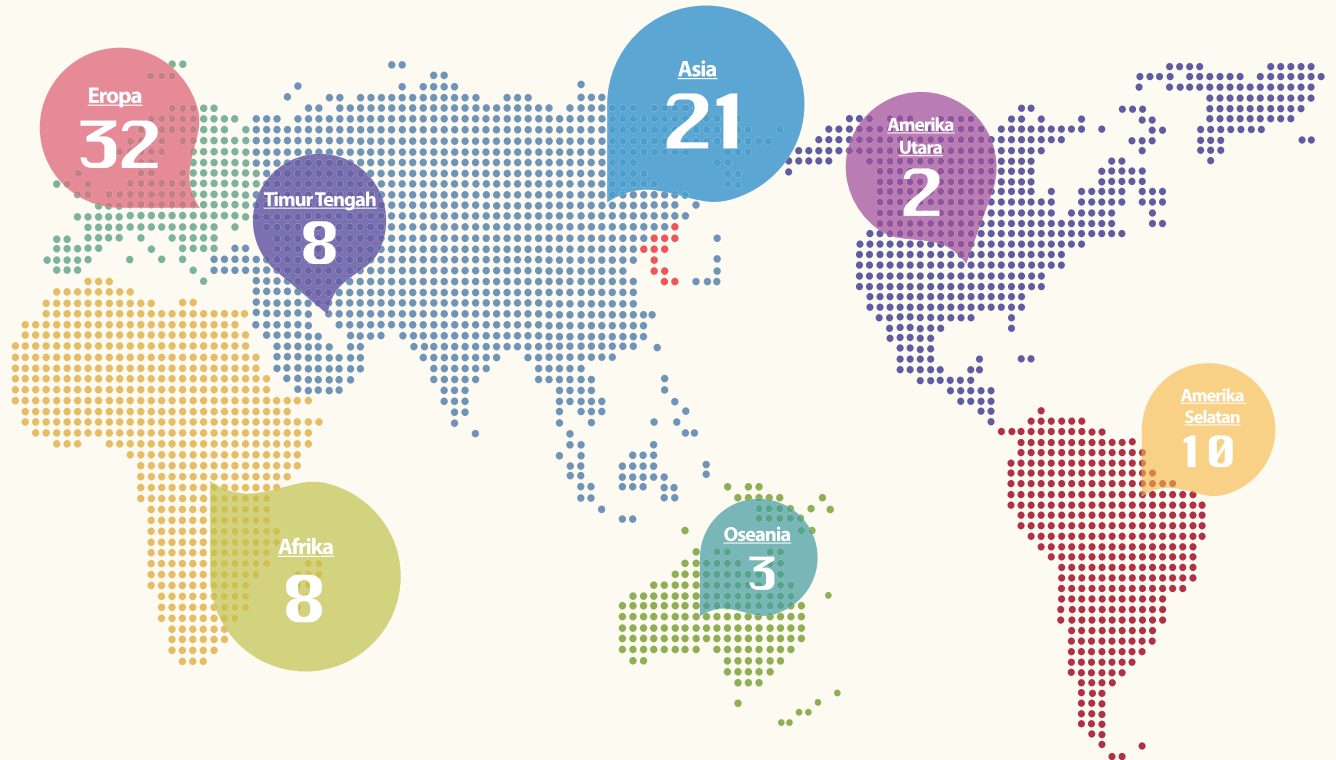 Eropa
32
Asia
21
Amerika
Utara
2
Timur Tengah
8
Amerika
Selatan
10
Afrika
8
Oseania
3